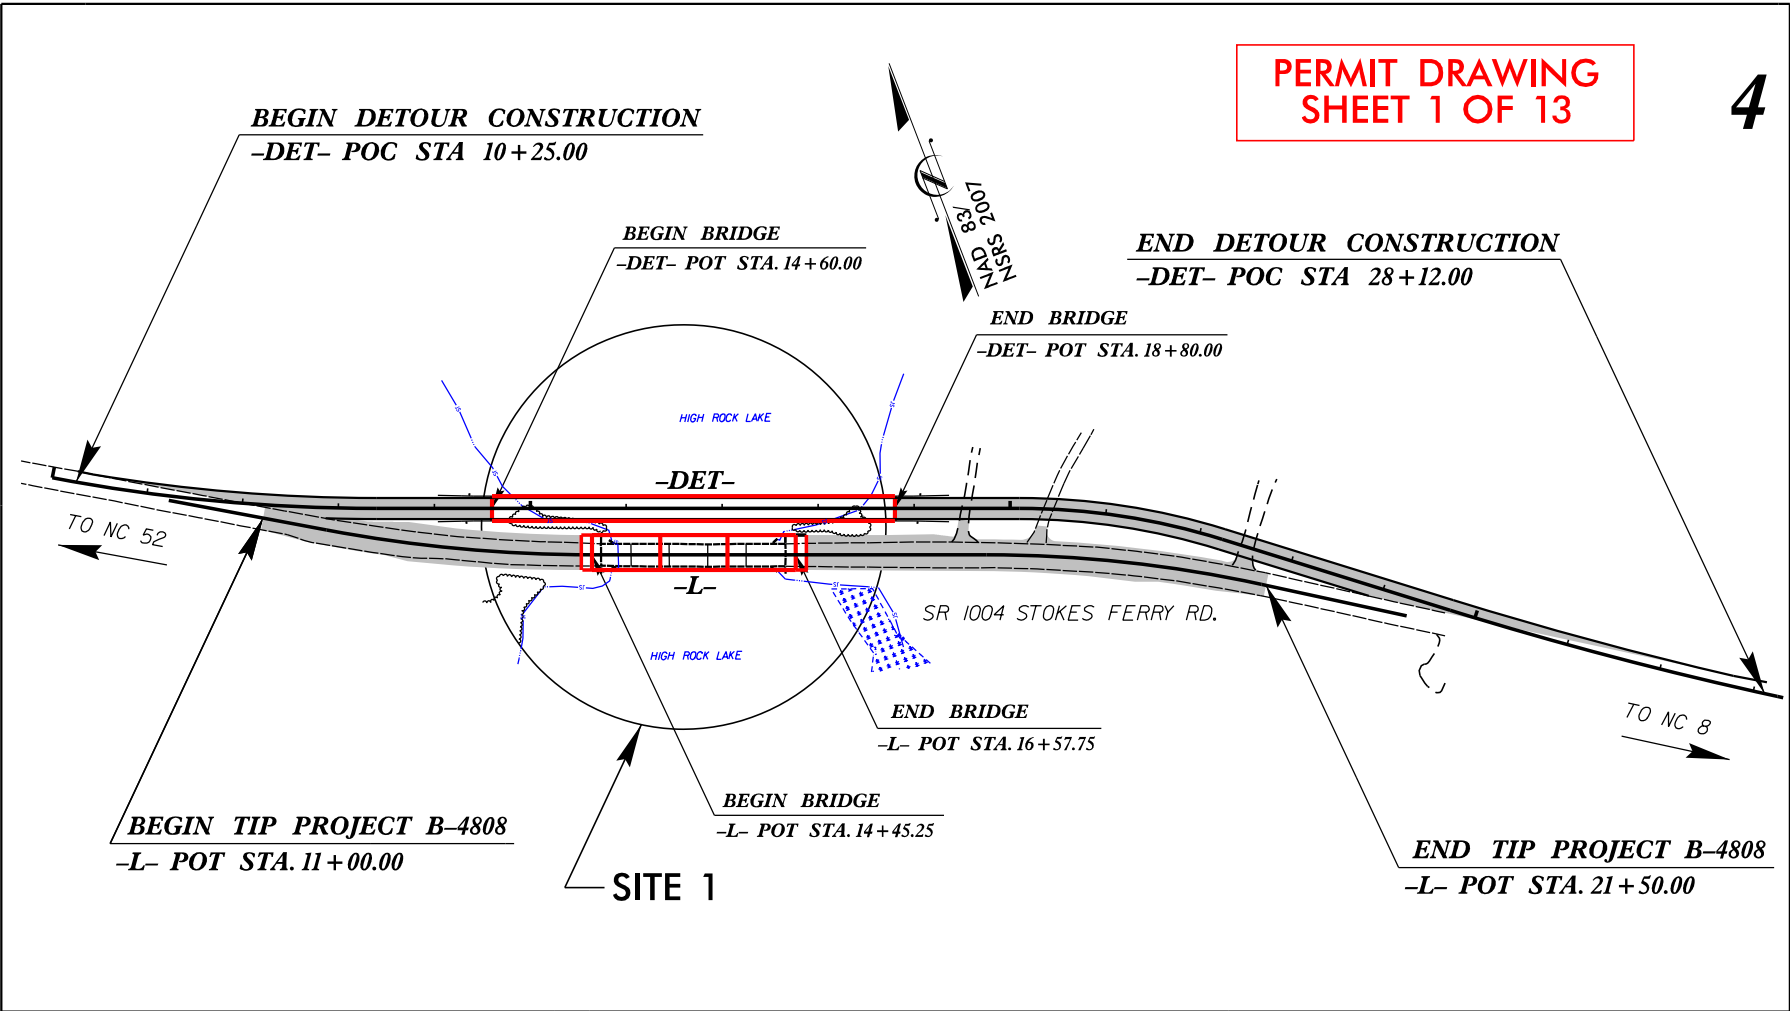 PERMIT DRAWING
SHEET 1 OF 13
4
BEGIN DETOUR CONSTRUCTION
–DET– POC STA 10+25.00
BEGIN BRIDGE
–DET– POT STA. 14+60.00
NAD 83/
NSRS 2007
END DETOUR CONSTRUCTION
–DET– POC STA 28+12.00
END BRIDGE
–DET– POT STA. 18+80.00
HIGH ROCK LAKE
–DET–
TO NC 52
–L–
SR 1004 STOKES FERRY RD.
HIGH ROCK LAKE
END BRIDGE
–L– POT STA. 16+57.75
TO NC 8
BEGIN BRIDGE
–L– POT STA. 14+45.25
BEGIN TIP PROJECT B–4808
–L– POT STA. 11+00.00
END TIP PROJECT B–4808
–L– POT STA. 21+50.00
SITE 1